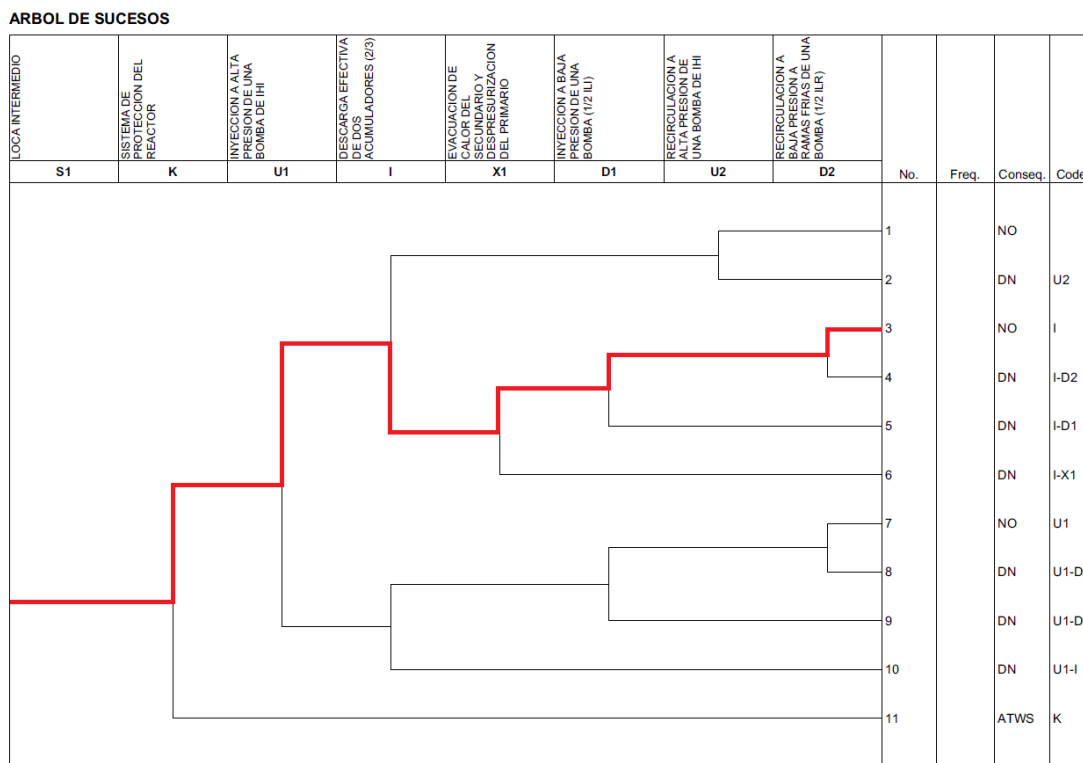 ARBOL DE SUCESOS
LOCA INTERMEDIO
SISTEMA DE
PROTECCION DEL
REACTOR
INYECCION A ALTA
PRESION DE UNA
BOMBA DE IHI
DESCARGA EFECTIVA
DE DOS
ACUMULADORES (2/3)
EVACUACION DE
CALOR DEL
SECUNDARIO Y
DESPRESURIZACION
DEL PRIMARIO
INYECCION A BAJA
PRESION DE UNA
BOMBA (1/2 ILI)
RECIRCULACION A
ALTA PRESION DE
UNA BOMBA DE IHI
RECIRCULACION A
BAJA PRESION A
RAMAS FRIAS DE UNA
BOMBA (1/2 ILR)
S1 K U1 I X1 D1 U2 D2 No. Freq. Conseq. Code
1 NO
2 DN U2
3 NO I
4 DN I-D2
5 DN I-D1
6 DN I-X1
7 NO U1
8 DN U1-D
9 DN U1-D
10 DN U1-I
11 ATWS K